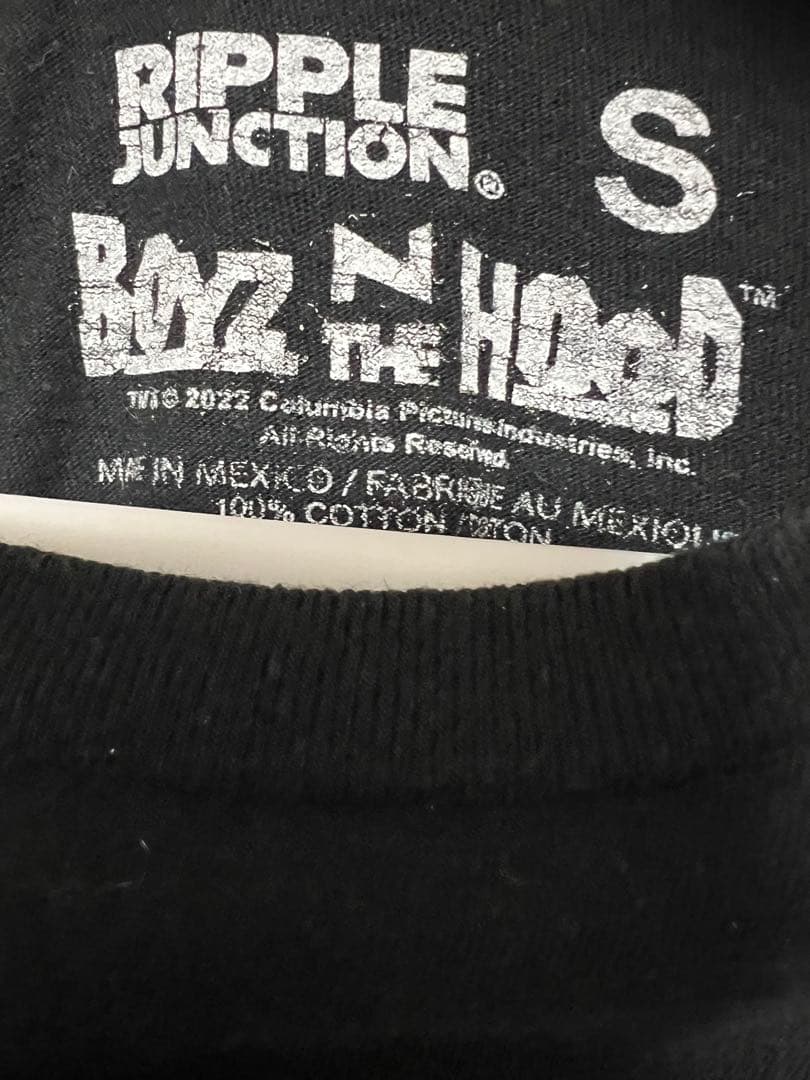 RIPPLE
JUNCTION®
S
BOYZ N THE HOOD™
TM© 2022 Columbia Pictures Industries, Inc.
All Rights Reserved.
MADE IN MEXICO / FABRIQUÉ AU MEXIQUE
100% COTTON / COTON